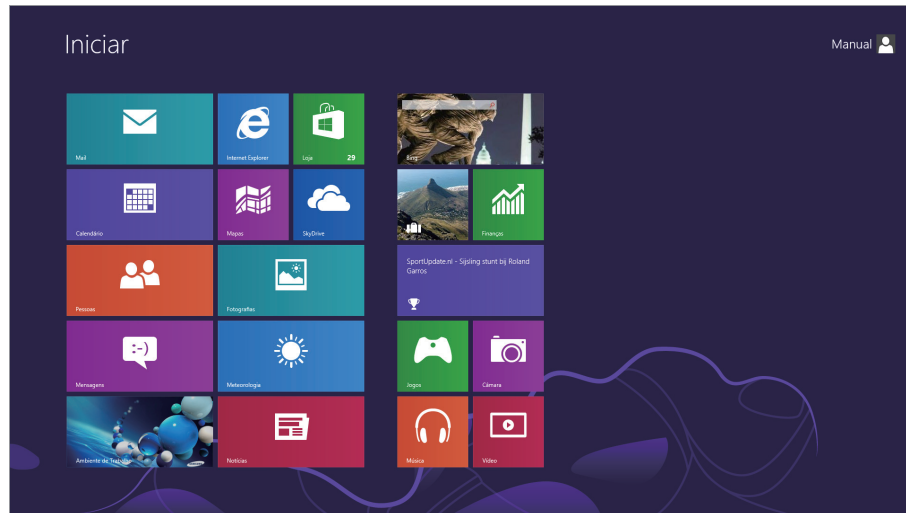 Iniciar
Manual
Mail
Internet Explorer
Loja 29
Bing
Calendário
Mapas
SkyDrive
Finanças
Pessoas
Fotografias
SportUpdate.nl - Sijsling stunt bij Roland
Garros
Mensagens
Meteorologia
Jogos
Câmara
Ambiente de Trabalho
Notícias
Música
Vídeo
:-)